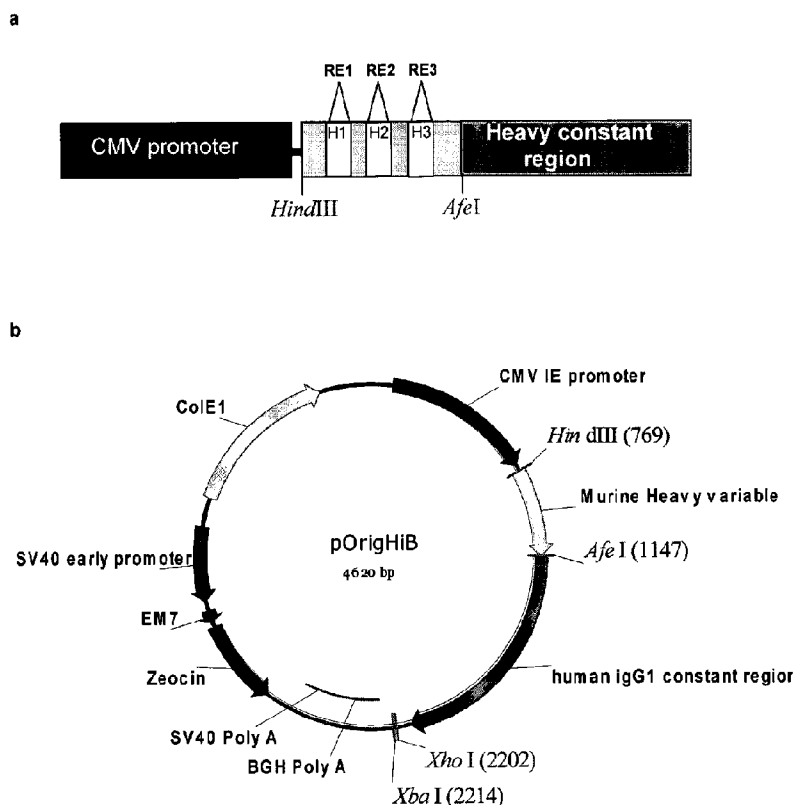 a
RE1 RE2 RE3
CMV promoter
H1 H2 H3
Heavy constant
region
HindIII
AfeI
b
CMV IE promoter
ColE1
Hin dIII (769)
Murine Heavy variable
pOrigHiB
4620 bp
Afe I (1147)
SV40 early promoter
EM7
Zeocin
human igG1 constant region
SV40 Poly A
BGH Poly A
Xho I (2202)
Xba I (2214)